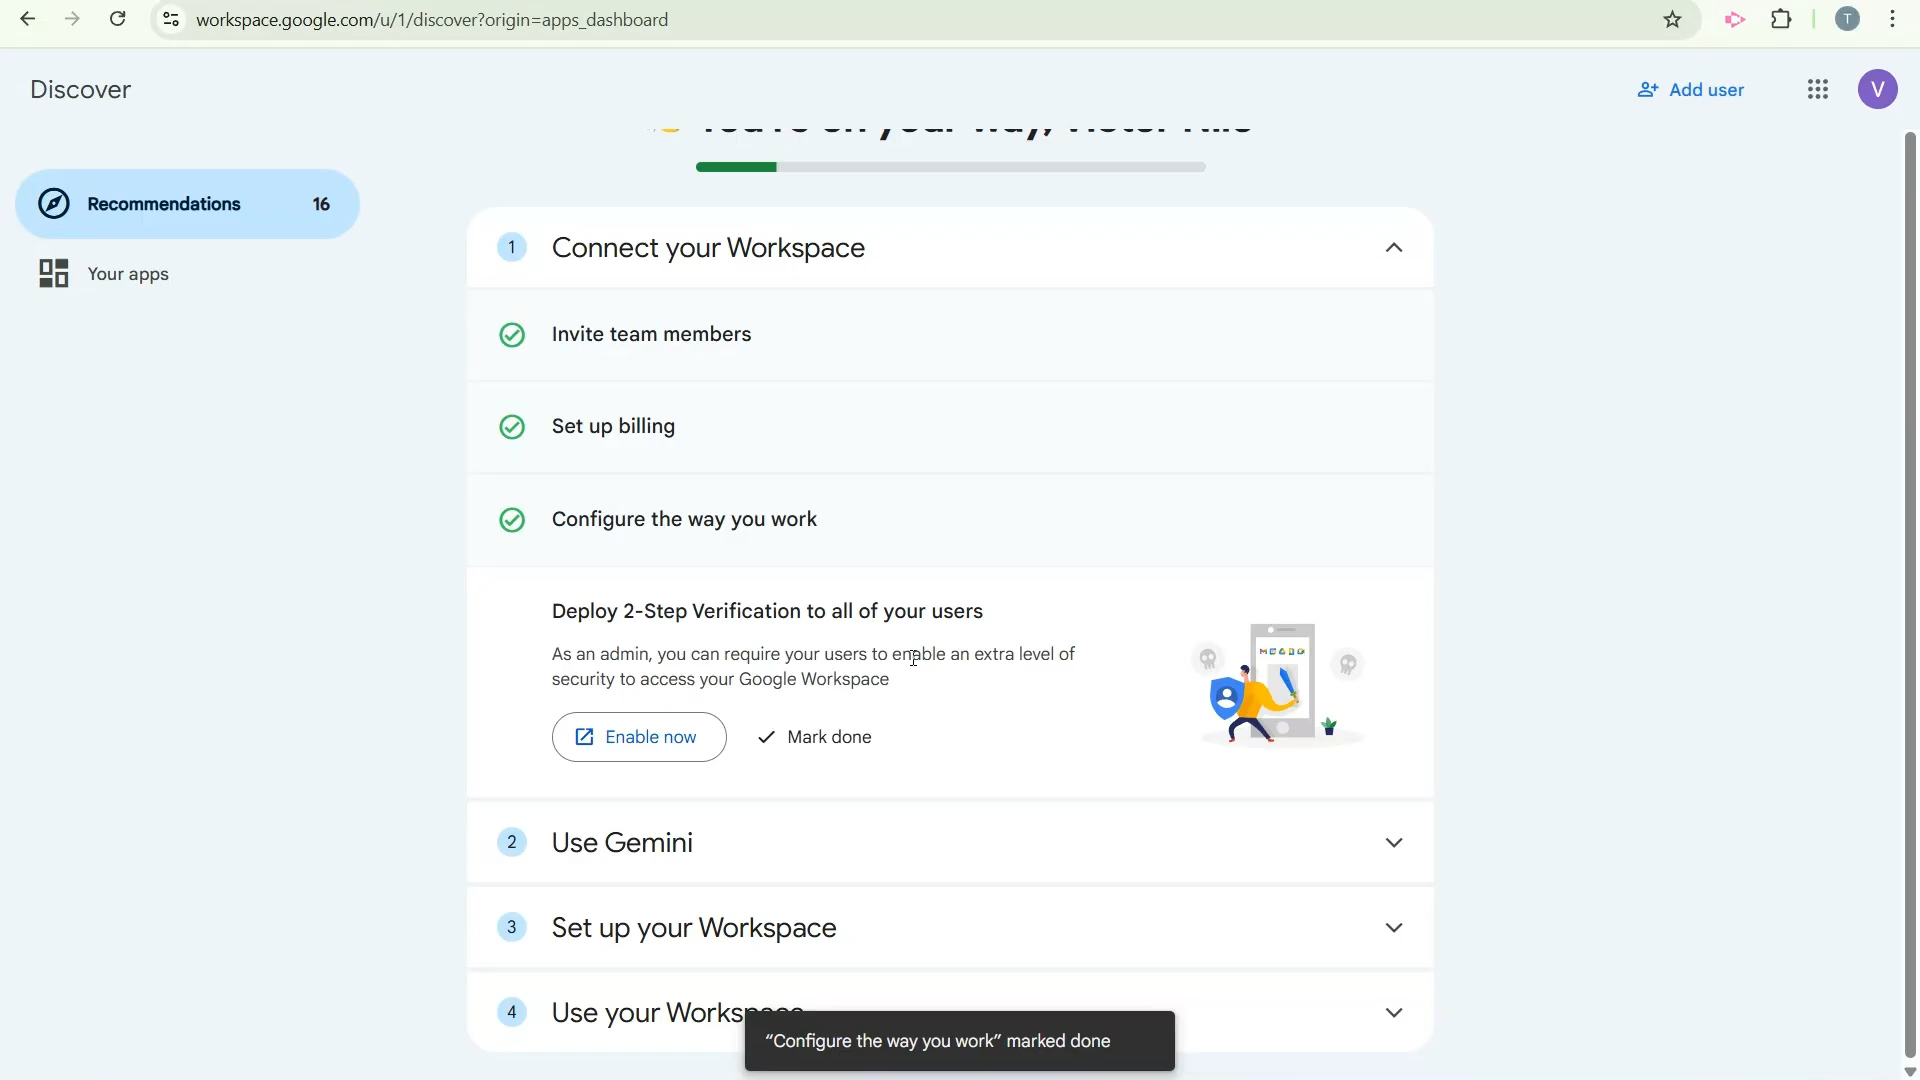 workspace.google.com/u/1/discover?origin=apps_dashboard
T
Discover
Add user
V
Recommendations 16
Your apps
1 Connect your Workspace
Invite team members
Set up billing
Configure the way you work
Deploy 2-Step Verification to all of your users
As an admin, you can require your users to enable an extra level of
security to access your Google Workspace
Enable now
Mark done
2 Use Gemini
3 Set up your Workspace
4 Use your Workspace
“Configure the way you work” marked done